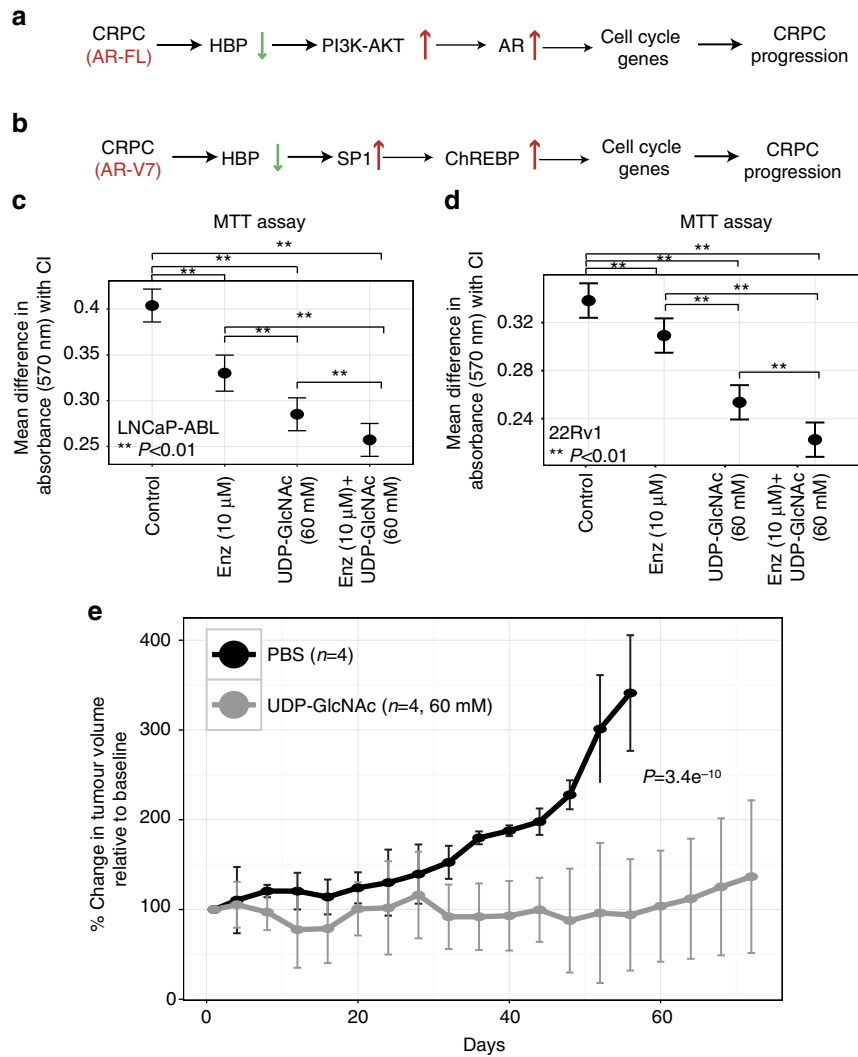 a
CRPC
(AR-FL)
HBP
PI3K-AKT
AR
Cell cycle
genes
CRPC
progression
b
CRPC
(AR-V7)
HBP
SP1
ChREBP
Cell cycle
genes
CRPC
progression
c
MTT assay
**
**
**
**
**
**
Mean difference in
absorbance (570 nm) with CI
0.4
0.35
0.30
0.25
LNCaP-ABL
** P<0.01
Control
Enz (10 µM)
UDP-GlcNAc
(60 mM)
Enz (10 µM)+
UDP-GlcNAc
(60 mM)
d
MTT assay
**
**
**
**
**
**
Mean difference in
absorbance (570 nm) with CI
0.32
0.28
0.24
22Rv1
** P<0.01
Control
Enz (10 µM)
UDP-GlcNAc
(60 mM)
Enz (10 µM)+
UDP-GlcNAc
(60 mM)
e
% Change in tumour volume
relative to baseline
400
300
200
100
0
PBS (n=4)
UDP-GlcNAc (n=4, 60 mM)
P=3.4e⁻¹⁰
0
20
40
60
Days